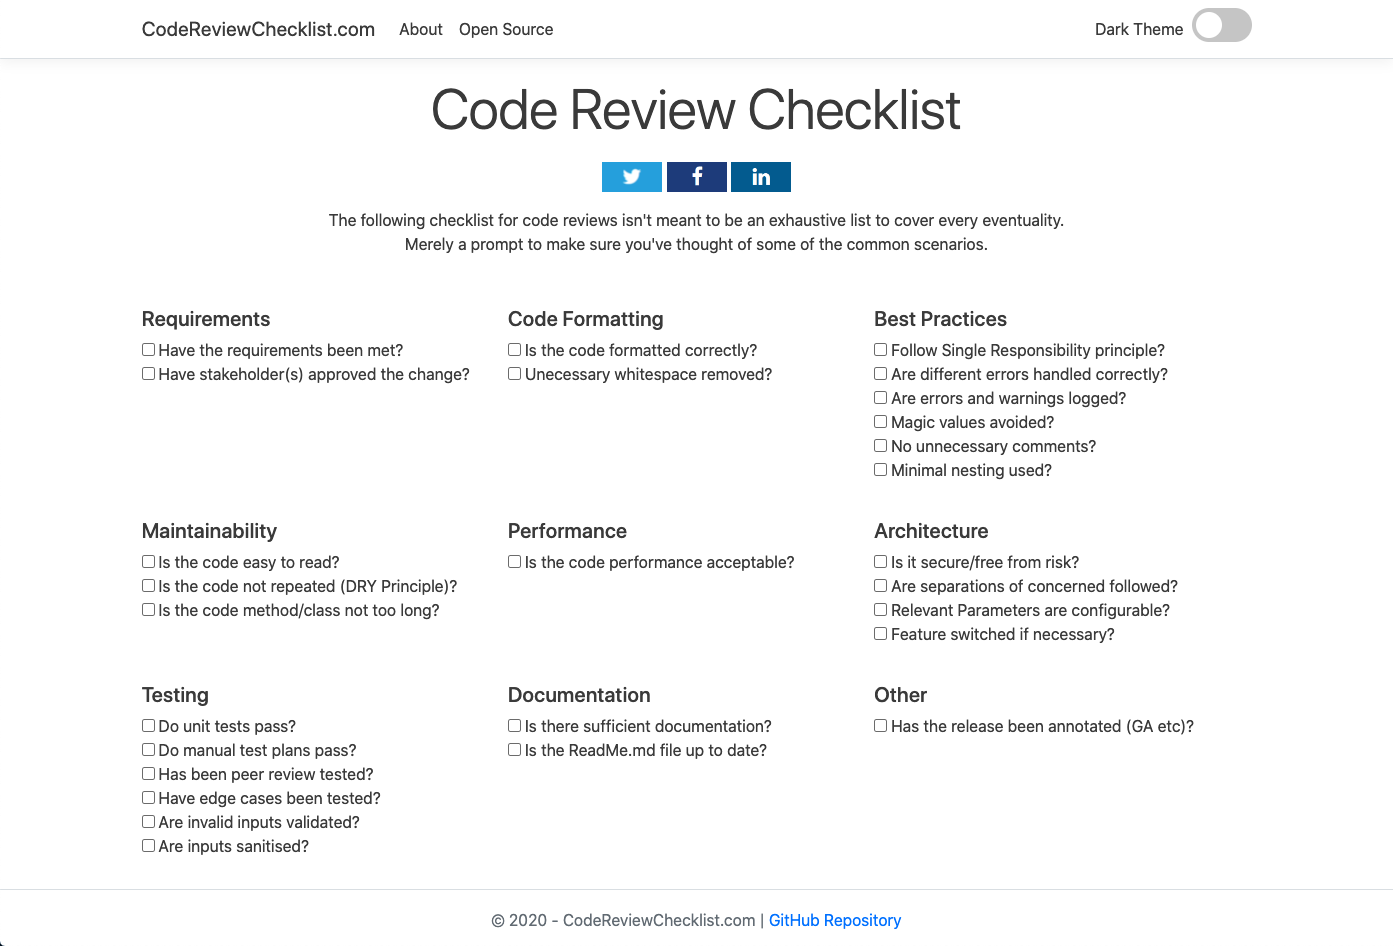 CodeReviewChecklist.com About Open Source Dark Theme
Code Review Checklist
The following checklist for code reviews isn't meant to be an exhaustive list to cover every eventuality.
Merely a prompt to make sure you've thought of some of the common scenarios.
Requirements
Have the requirements been met?
Have stakeholder(s) approved the change?
Code Formatting
Is the code formatted correctly?
Unecessary whitespace removed?
Best Practices
Follow Single Responsibility principle?
Are different errors handled correctly?
Are errors and warnings logged?
Magic values avoided?
No unnecessary comments?
Minimal nesting used?
Maintainability
Is the code easy to read?
Is the code not repeated (DRY Principle)?
Is the code method/class not too long?
Performance
Is the code performance acceptable?
Architecture
Is it secure/free from risk?
Are separations of concerned followed?
Relevant Parameters are configurable?
Feature switched if necessary?
Testing
Do unit tests pass?
Do manual test plans pass?
Has been peer review tested?
Have edge cases been tested?
Are invalid inputs validated?
Are inputs sanitised?
Documentation
Is there sufficient documentation?
Is the ReadMe.md file up to date?
Other
Has the release been annotated (GA etc)?
© 2020 - CodeReviewChecklist.com | GitHub Repository